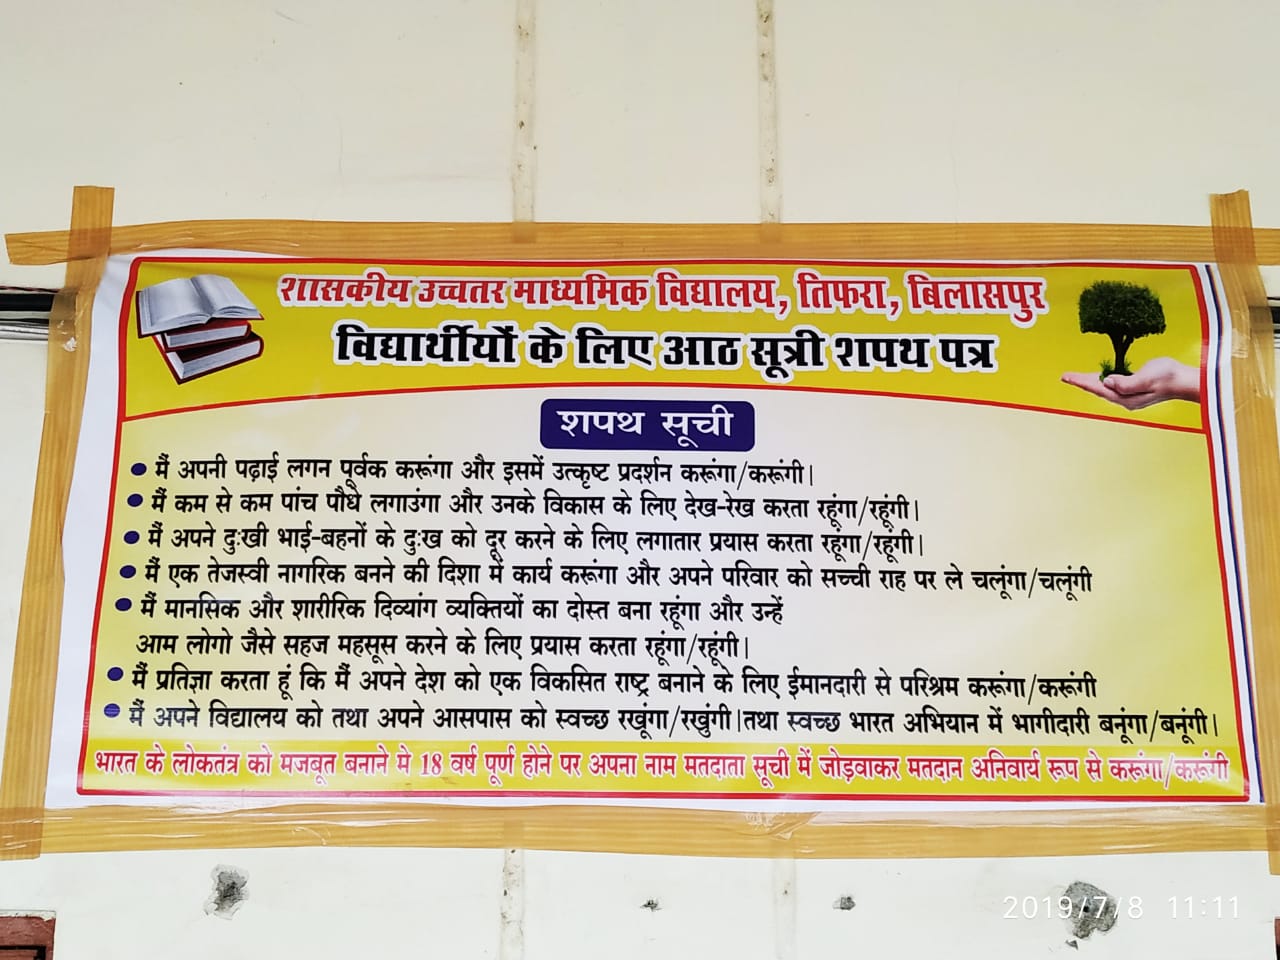 शासकीय उच्चतर माध्यमिक विद्यालय, तिफरा, बिलासपुर
विद्यार्थीयों के लिए आठ सूत्री शपथ पत्र
शपथ सूची
• मैं अपनी पढ़ाई लगन पूर्वक करूंगा और इसमें उत्कृष्ट प्रदर्शन करूंगा/करूंगी।
• मैं कम से कम पांच पौधे लगाउंगा और उनके विकास के लिए देख-रेख करता रहूंगा/रहूंगी।
• मैं अपने दुःखी भाई-बहनों के दुःख को दूर करने के लिए लगातार प्रयास करता रहूंगा/रहूंगी।
• मैं एक तेजस्वी नागरिक बनने की दिशा में कार्य करूंगा और अपने परिवार को सच्ची राह पर ले चलूंगा/चलूंगी
• मैं मानसिक और शारीरिक दिव्यांग व्यक्तियों का दोस्त बना रहूंगा और उन्हें
आम लोगो जैसे सहज महसूस करने के लिए प्रयास करता रहूंगा/रहूंगी।
• मैं प्रतिज्ञा करता हूं कि मैं अपने देश को एक विकसित राष्ट्र बनाने के लिए ईमानदारी से परिश्रम करूंगा/करूंगी
• मैं अपने विद्यालय को तथा अपने आसपास को स्वच्छ रखूंगा/रखुंगी।तथा स्वच्छ भारत अभियान में भागीदारी बनूंगा/बनूंगी।
भारत के लोकतंत्र को मजबूत बनाने मे 18 वर्ष पूर्ण होने पर अपना नाम मतदाता सूची में जोड़वाकर मतदान अनिवार्य रूप से करूंगा/करूंगी
2019/7/8 11:11